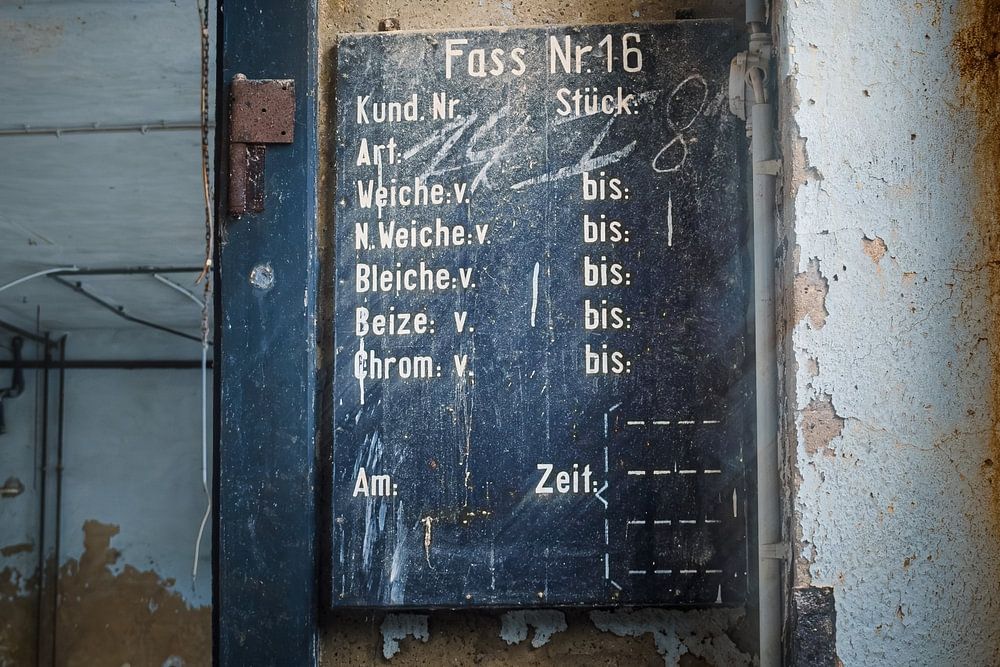 Fass Nr. 16
Kund. Nr. Stück:
Art:
Weiche: v. bis:
N. Weiche: v. bis:
Bleiche: v. bis:
Beize: v. bis:
Chrom: v. bis:
Am: Zeit: